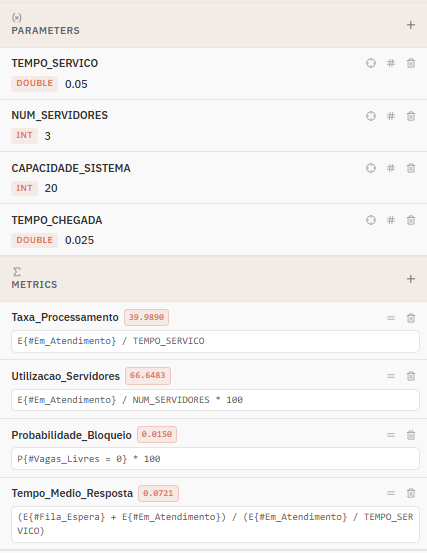 (x)
PARAMETERS
+
TEMPO_SERVICO
DOUBLE 0.05
NUM_SERVIDORES
INT 3
CAPACIDADE_SISTEMA
INT 20
TEMPO_CHEGADA
DOUBLE 0.025
Σ
METRICS
+
Taxa_Processamento 39.9890
E{#Em_Atendimento} / TEMPO_SERVICO
Utilizacao_Servidores 66.6483
E{#Em_Atendimento} / NUM_SERVIDORES * 100
Probabilidade_Bloqueio 0.0150
P{#Vagas_Livres = 0} * 100
Tempo_Medio_Resposta 0.0721
(E{#Fila_Espera} + E{#Em_Atendimento}) / (E{#Em_Atendimento} / TEMPO_SER
VICO)